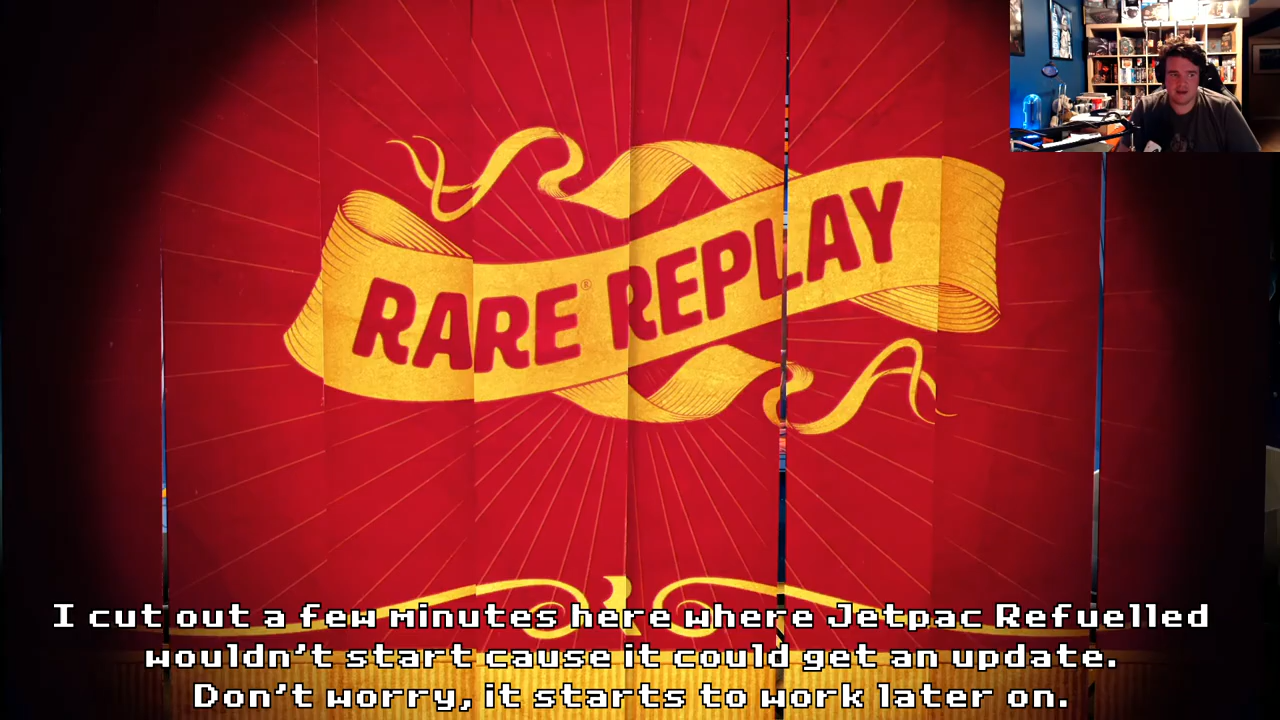 RARE® REPLAY
I cut out a few minutes here where Jetpac Refuelled
wouldn't start cause it could get an update.
Don't worry, it starts to work later on.